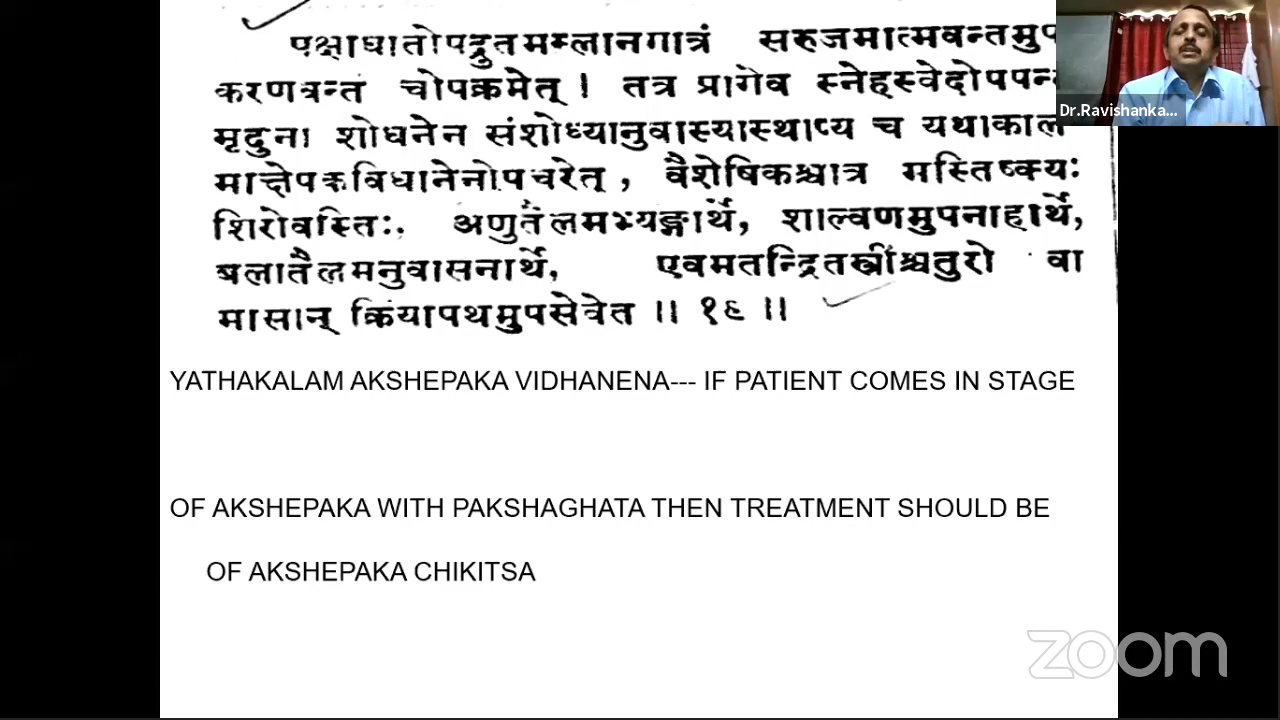 पक्षाघातोपद्रुतमम्लानगात्रं सरुजमात्मवन्तमुप
करणवन्तं चोपक्रमेत् । तत्र प्रागेव स्नेहस्वेदोपपन्न
मृदुना शोधनेन संशोध्यानुवास्यास्थाप्य च यथाकाल
माक्षेपकविधानेनोपचरेत्, वैशेषिकश्चात्र मस्तिष्क्यः
शिरोवस्तिः, अणुतैलमभ्यङ्गार्थे, शाल्वणमुपनाहार्थे,
बलातैलमनुवासनार्थे, एवमतन्द्रितस्त्रींश्चतुरो वा
मासान् क्रियापथमुपसेवेत ॥ १९ ॥
YATHAKALAM AKSHEPAKA VIDHANENA--- IF PATIENT COMES IN STAGE
OF AKSHEPAKA WITH PAKSHAGHATA THEN TREATMENT SHOULD BE
OF AKSHEPAKA CHIKITSA
Dr.Ravishanka...
zoom